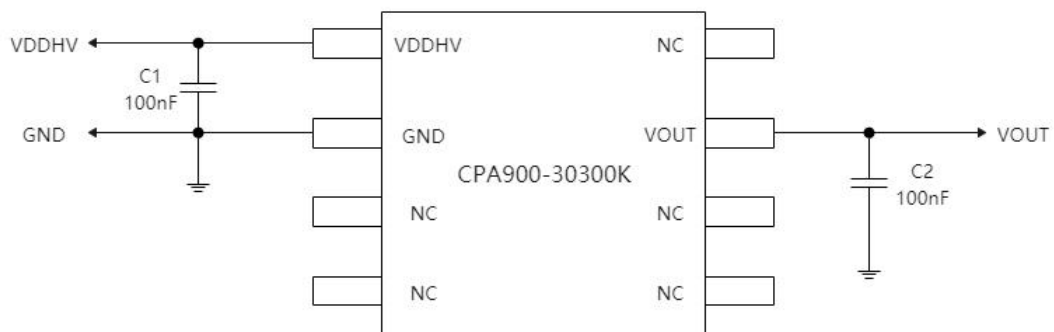 VDDHV
VDDHV
NC
C1
100nF
GND
GND
VOUT
VOUT
CPA900-30300K
C2
100nF
NC
NC
NC
NC